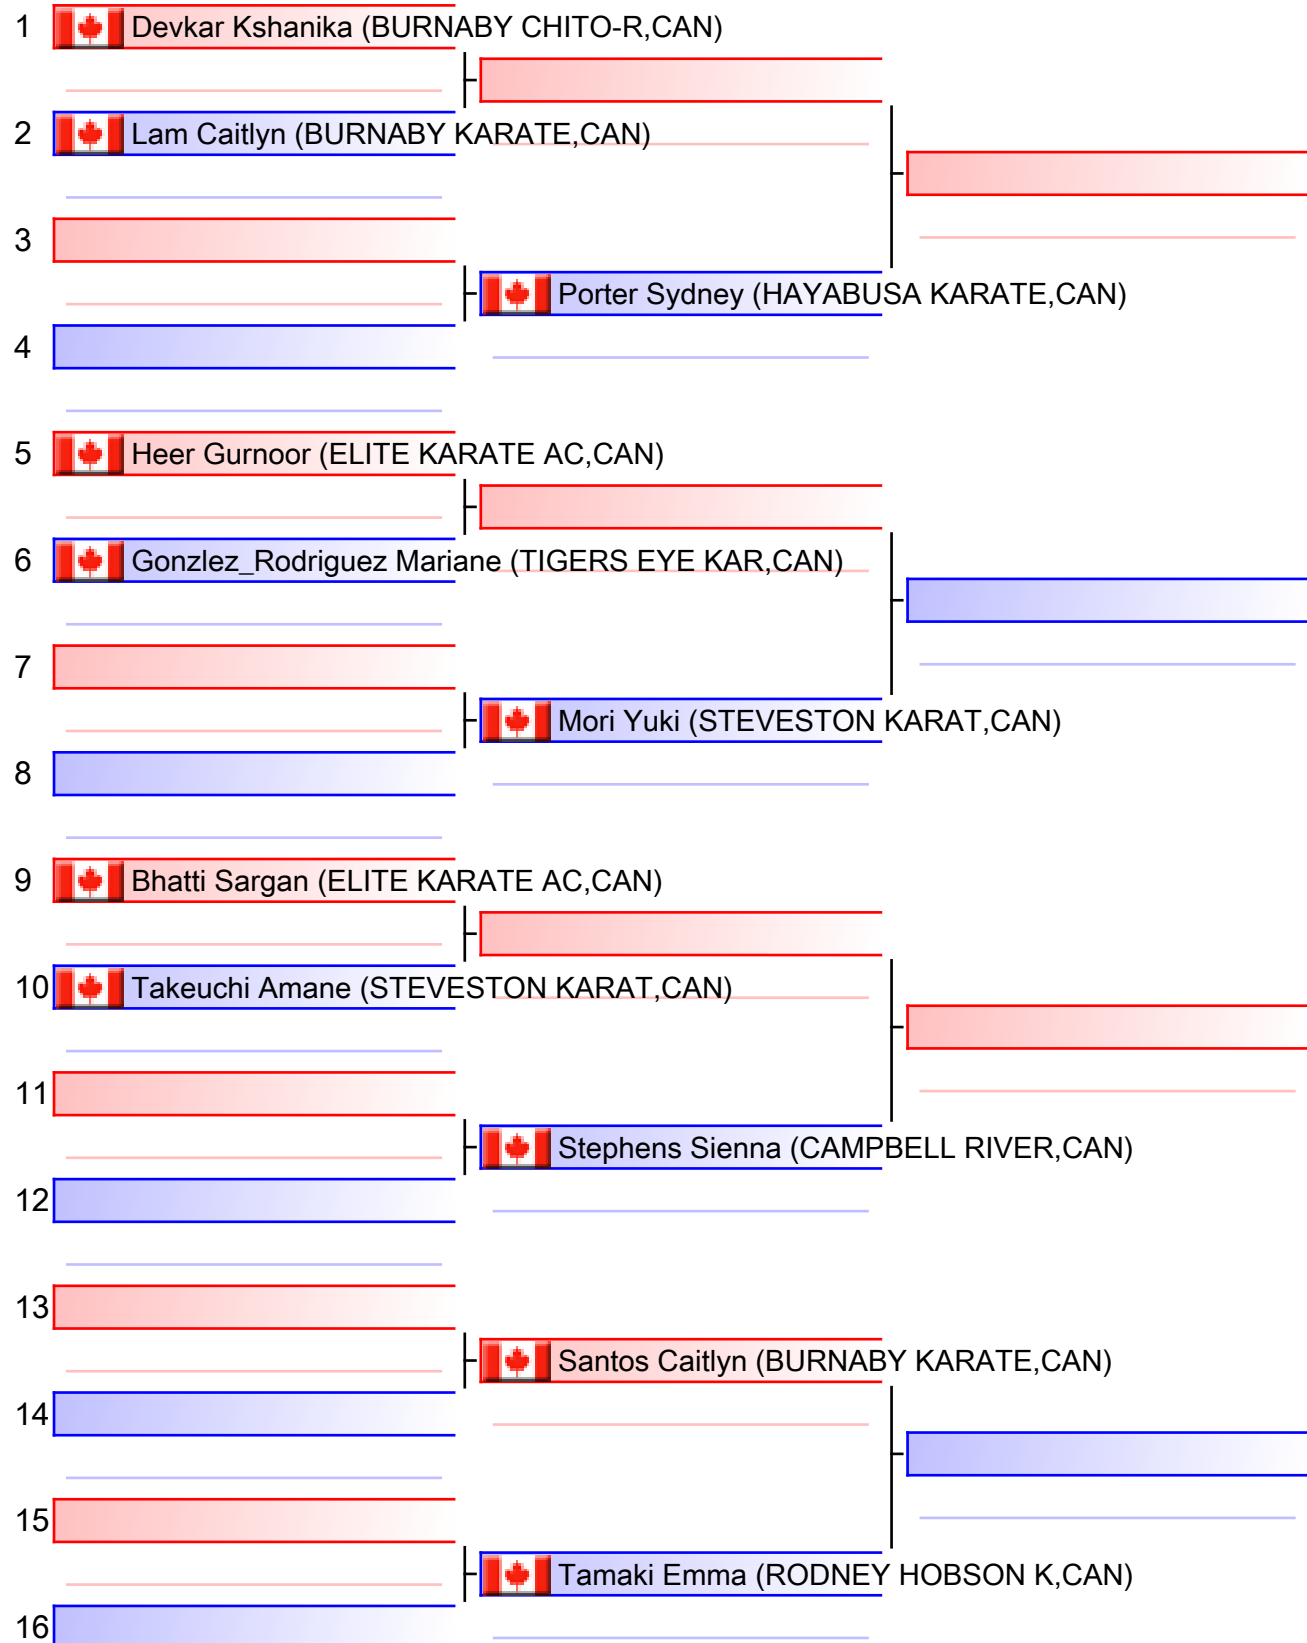 1 Devkar Kshanika (BURNABY CHITO-R,CAN)
2 Lam Caitlyn (BURNABY KARATE,CAN)
3
Porter Sydney (HAYABUSA KARATE,CAN)
4
5 Heer Gurnoor (ELITE KARATE AC,CAN)
6 Gonzlez_Rodriguez Mariane (TIGERS EYE KAR,CAN)
7
Mori Yuki (STEVESTON KARAT,CAN)
8
9 Bhatti Sargan (ELITE KARATE AC,CAN)
10 Takeuchi Amane (STEVESTON KARAT,CAN)
11
Stephens Sienna (CAMPBELL RIVER,CAN)
12
13
Santos Caitlyn (BURNABY KARATE,CAN)
14
15
Tamaki Emma (RODNEY HOBSON K,CAN)
16